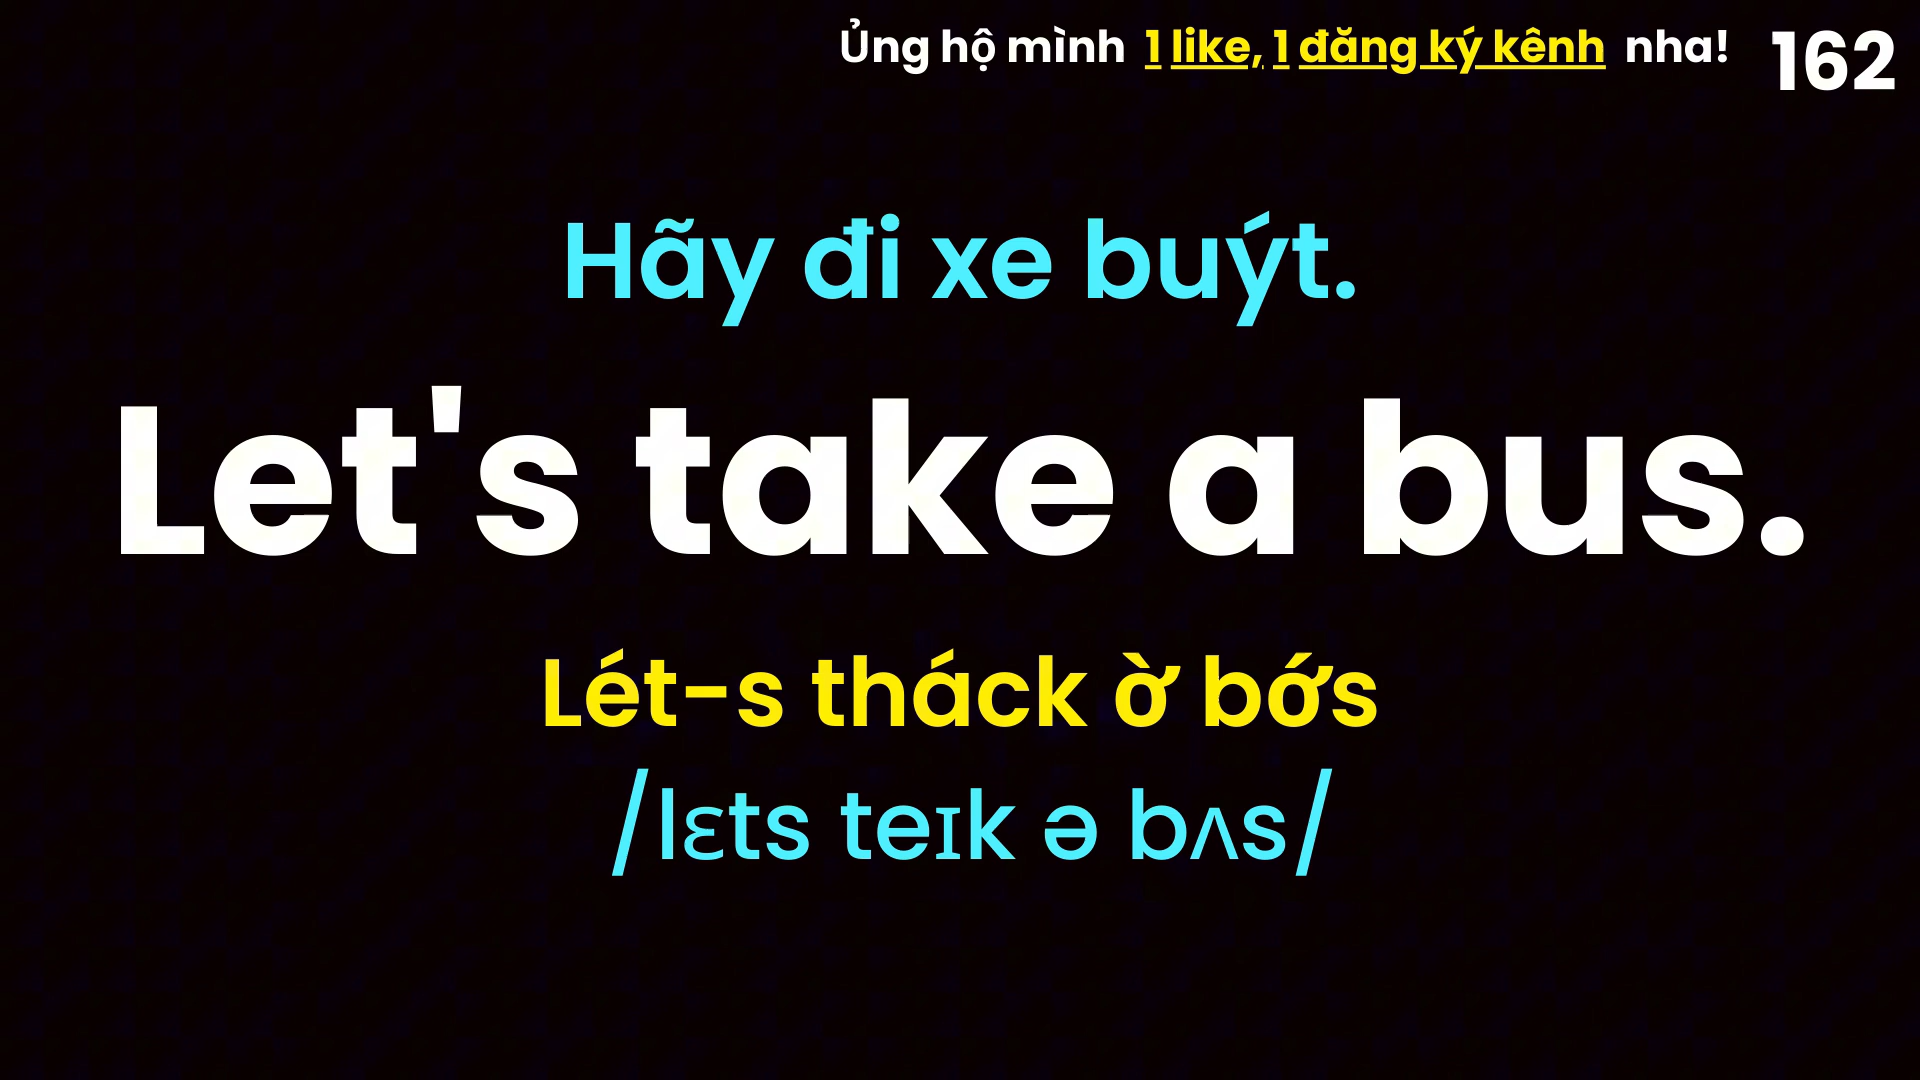 Ủng hộ mình 1 like, 1 đăng ký kênh nha! 162
Hãy đi xe buýt.
Let's take a bus.
Lét-s tháck ờ bớs
/lɛts teɪk ə bʌs/